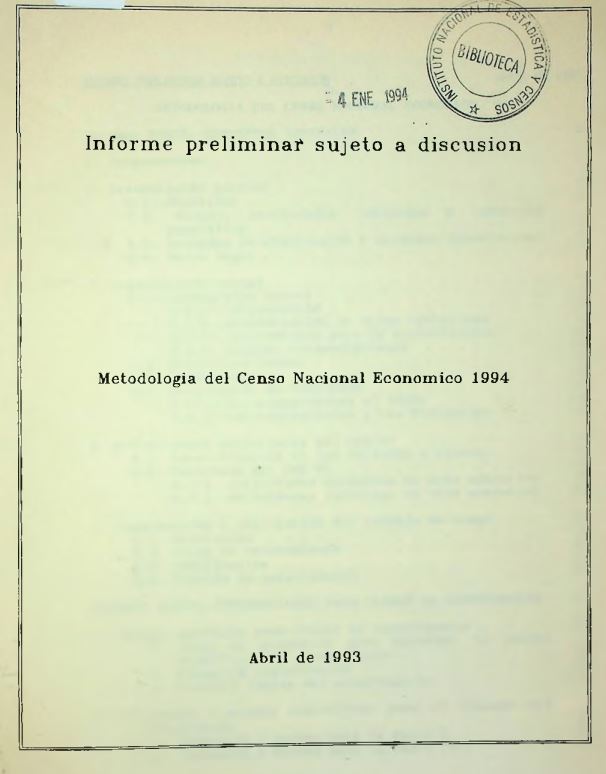 INSTITUTO NACIONAL DE ESTADISTICA Y CENSOS
BIBLIOTECA
4 ENE 1994
Informe preliminar sujeto a discusion
Metodologia del Censo Nacional Economico 1994
Abril de 1993